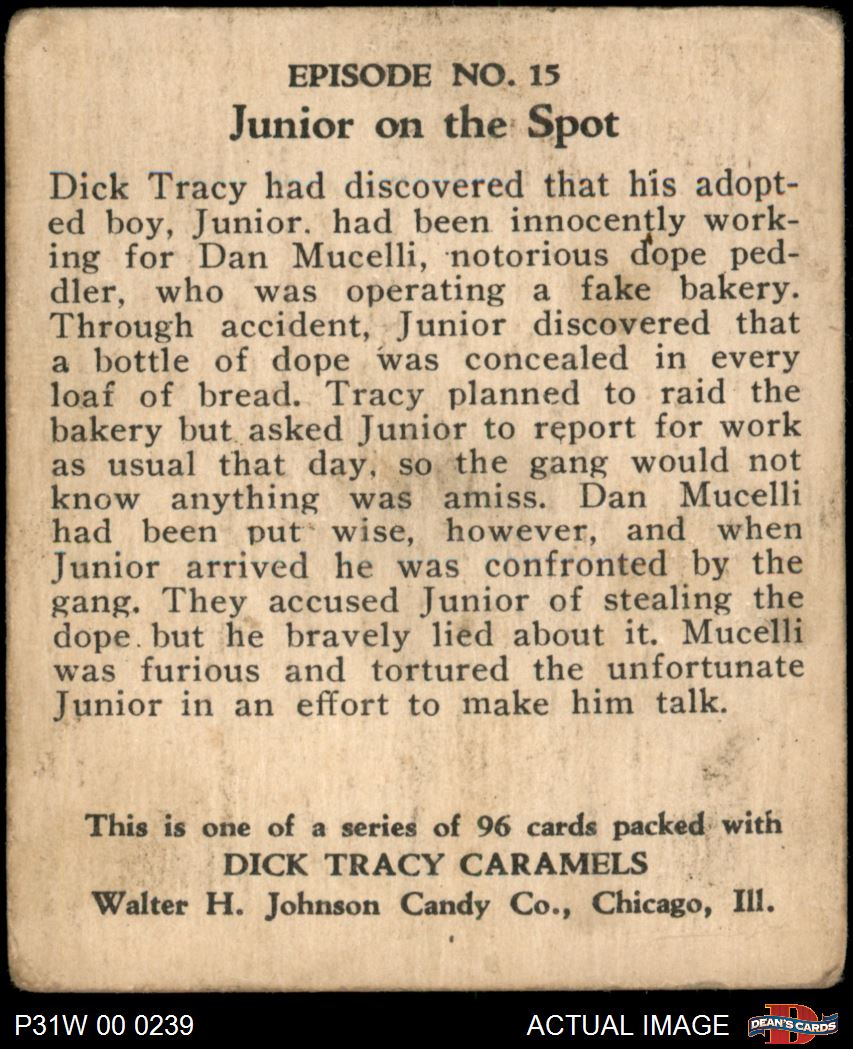 EPISODE NO. 15
Junior on the Spot
Dick Tracy had discovered that his adopt-
ed boy, Junior. had been innocently work-
ing for Dan Mucelli, notorious dope ped-
dler, who was operating a fake bakery.
Through accident, Junior discovered that
a bottle of dope was concealed in every
loaf of bread. Tracy planned to raid the
bakery but asked Junior to report for work
as usual that day, so the gang would not
know anything was amiss. Dan Mucelli
had been put wise, however, and when
Junior arrived he was confronted by the
gang. They accused Junior of stealing the
dope. but he bravely lied about it. Mucelli
was furious and tortured the unfortunate
Junior in an effort to make him talk.
This is one of a series of 96 cards packed with
DICK TRACY CARAMELS
Walter H. Johnson Candy Co., Chicago, Ill.
P31W 00 0239
ACTUAL IMAGE
D
DEAN'S CARDS